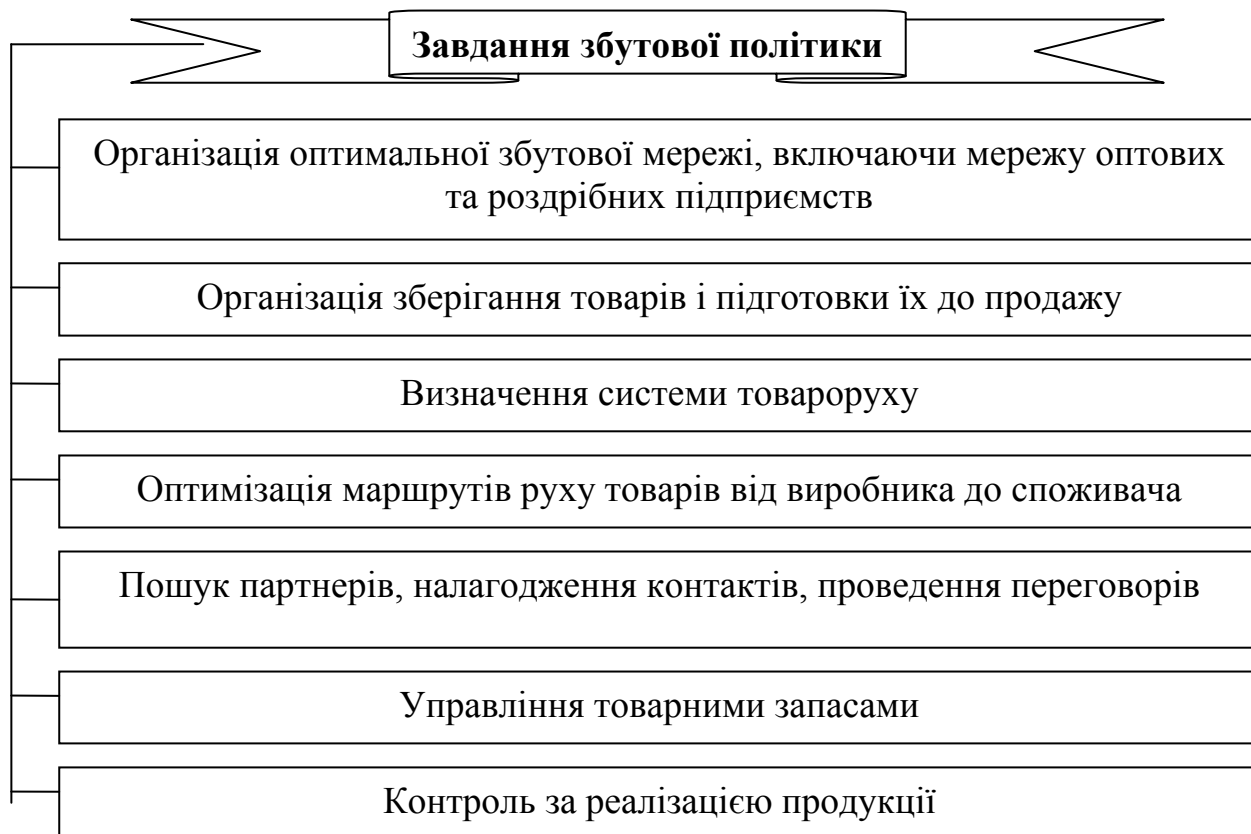 Завдання збутової політики
Організація оптимальної збутової мережі, включаючи мережу оптових
та роздрібних підприємств
Організація зберігання товарів і підготовки їх до продажу
Визначення системи товароруху
Оптимізація маршрутів руху товарів від виробника до споживача
Пошук партнерів, налагодження контактів, проведення переговорів
Управління товарними запасами
Контроль за реалізацією продукції